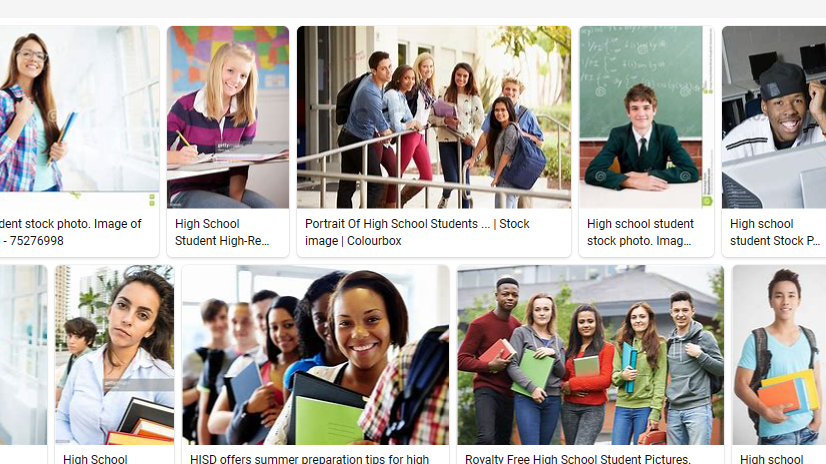 dent stock photo. Image of
- 75276998
High School
Student High-Re...
Portrait Of High School Students ... | Stock
image | Colourbox
High school student
stock photo. Imag...
High school
student Stock P...
High School
HISD offers summer preparation tips for high
Royalty Free High School Student Pictures,
High school